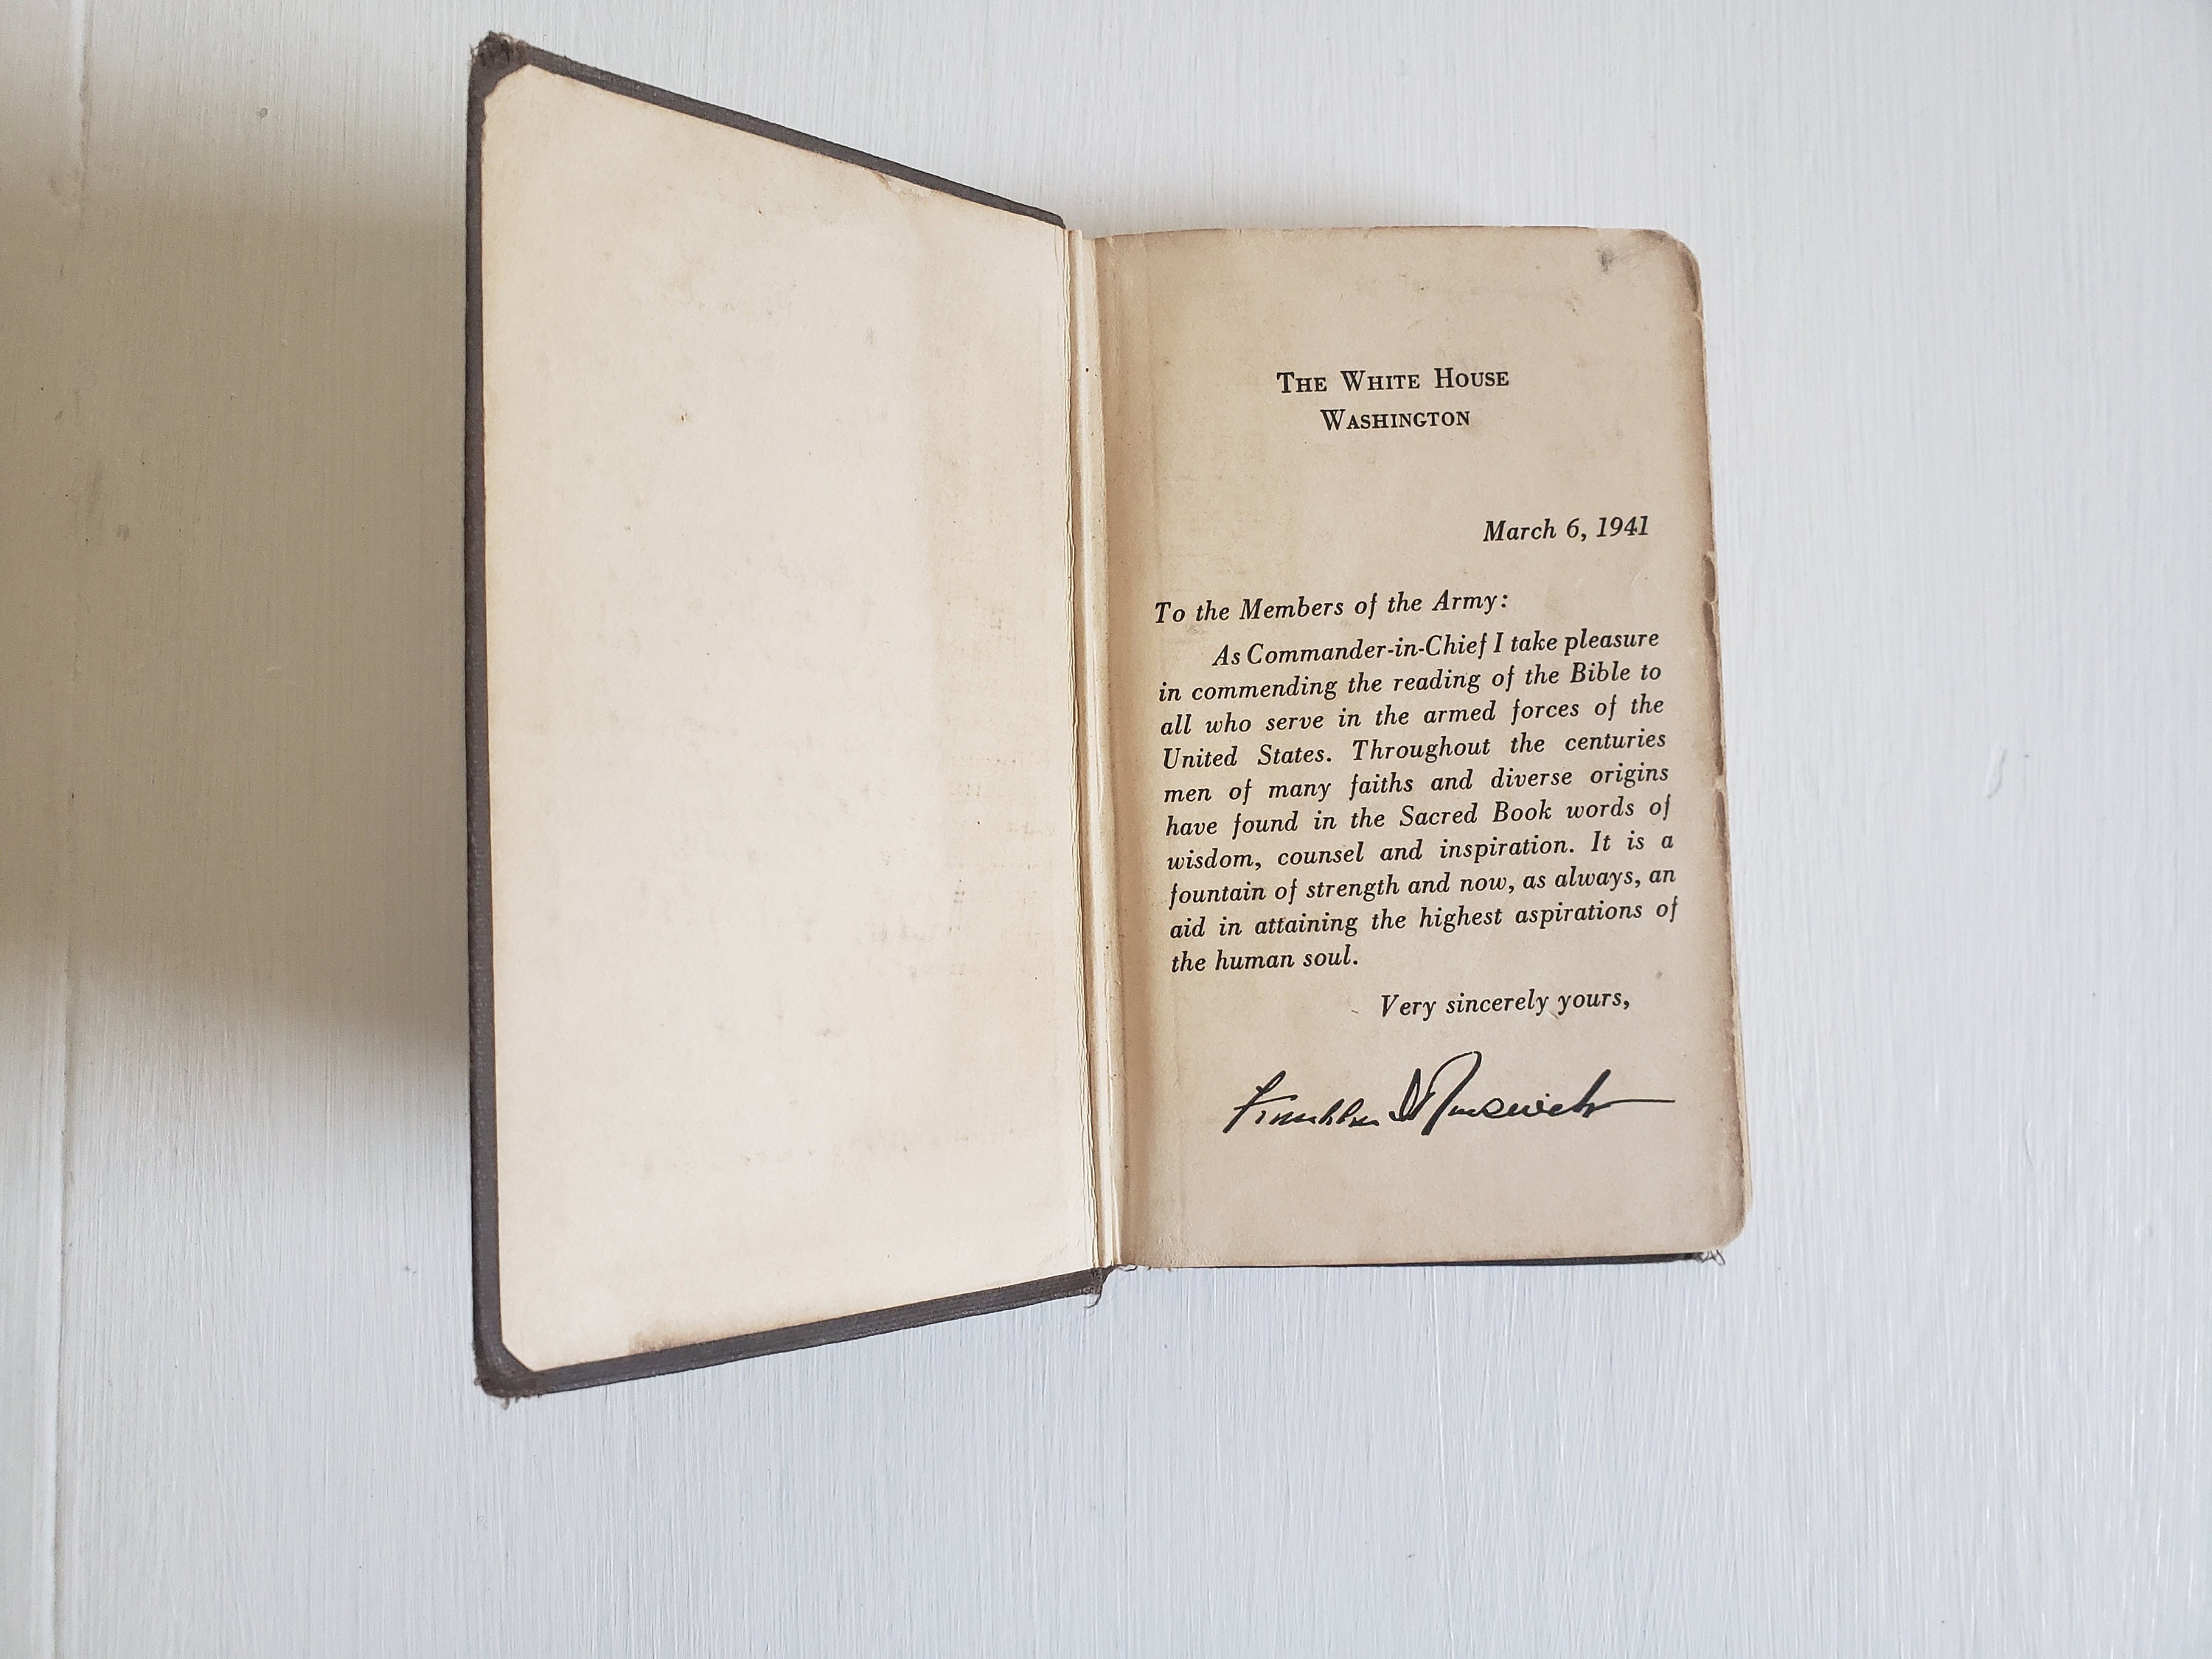 The White House
Washington
March 6, 1941
To the Members of the Army:
As Commander-in-Chief I take pleasure
in commending the reading of the Bible to
all who serve in the armed forces of the
United States. Throughout the centuries
men of many faiths and diverse origins
have found in the Sacred Book words of
wisdom, counsel and inspiration. It is a
fountain of strength and now, as always, an
aid in attaining the highest aspirations of
the human soul.
Very sincerely yours,
Franklin D Roosevelt